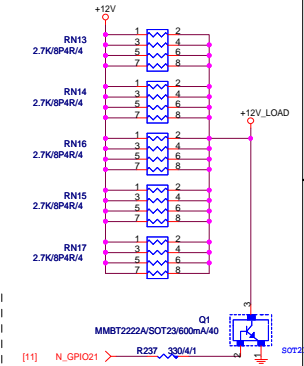 +12V
RN13
2.7K/8P4R/4
1 2
3 4
5 6
7 8
RN14
2.7K/8P4R/4
1 2
3 4
5 6
7 8
+12V_LOAD
RN16
2.7K/8P4R/4
1 2
3 4
5 6
7 8
RN15
2.7K/8P4R/4
1 2
3 4
5 6
7 8
RN17
2.7K/8P4R/4
1 2
3 4
5 6
7 8
3
Q1
MMBT2222A/SOT23/600mA/40
[11] N_GPIO21
R237 330/4/1
2
1
SOT2